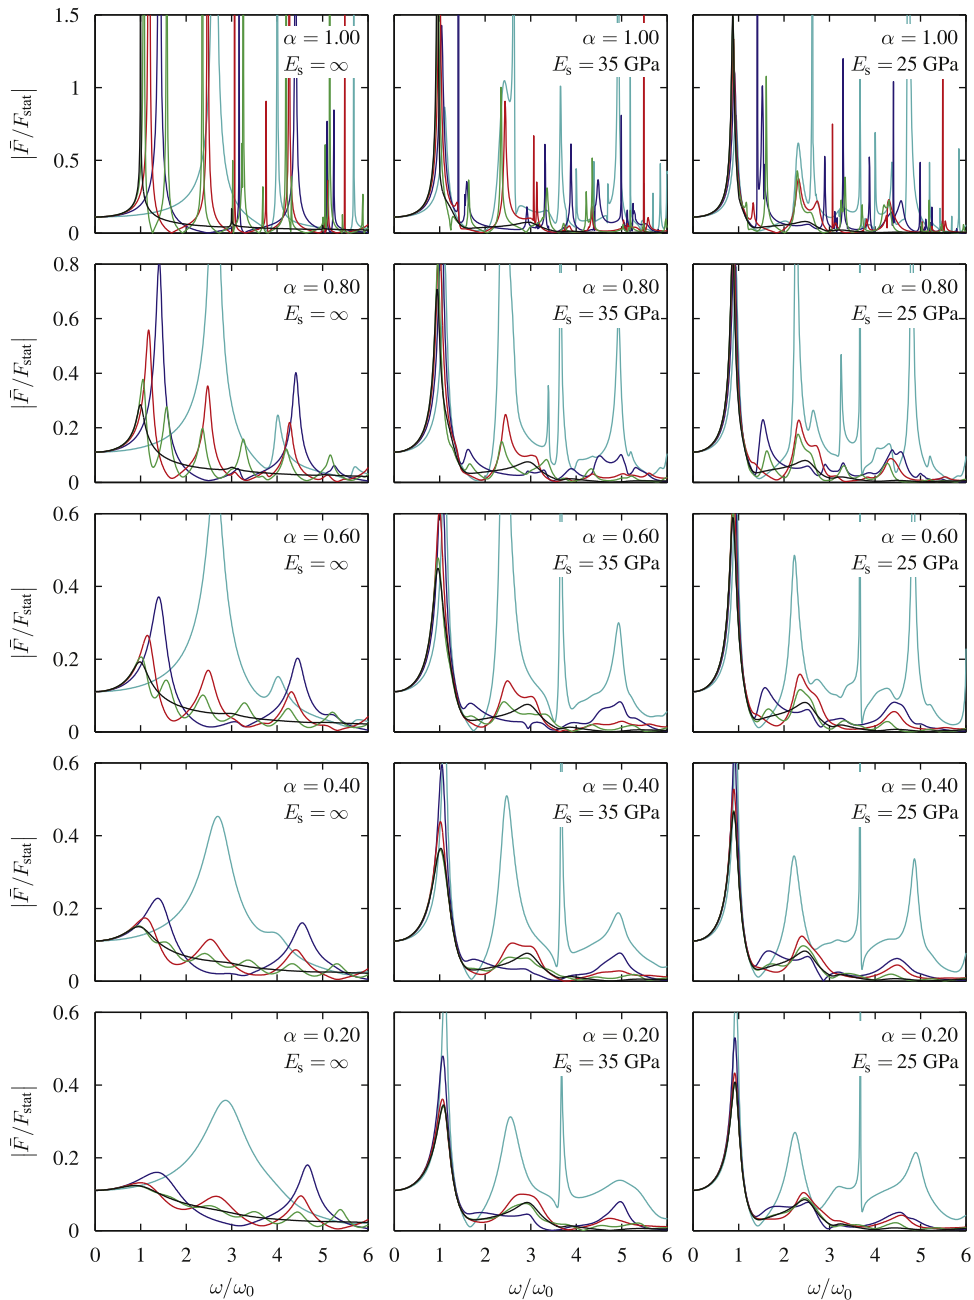 1.5
1
0.5
0
|F̄/F_stat|
α = 1.00
E_s = ∞
α = 1.00
E_s = 35 GPa
α = 1.00
E_s = 25 GPa
0.8
0.6
0.4
0.2
0
|F̄/F_stat|
α = 0.80
E_s = ∞
α = 0.80
E_s = 35 GPa
α = 0.80
E_s = 25 GPa
0.6
0.4
0.2
0
|F̄/F_stat|
α = 0.60
E_s = ∞
α = 0.60
E_s = 35 GPa
α = 0.60
E_s = 25 GPa
0.6
0.4
0.2
0
|F̄/F_stat|
α = 0.40
E_s = ∞
α = 0.40
E_s = 35 GPa
α = 0.40
E_s = 25 GPa
0.6
0.4
0.2
0
|F̄/F_stat|
α = 0.20
E_s = ∞
α = 0.20
E_s = 35 GPa
α = 0.20
E_s = 25 GPa
0 1 2 3 4 5 6
0 1 2 3 4 5 6
0 1 2 3 4 5 6
ω/ω₀
ω/ω₀
ω/ω₀